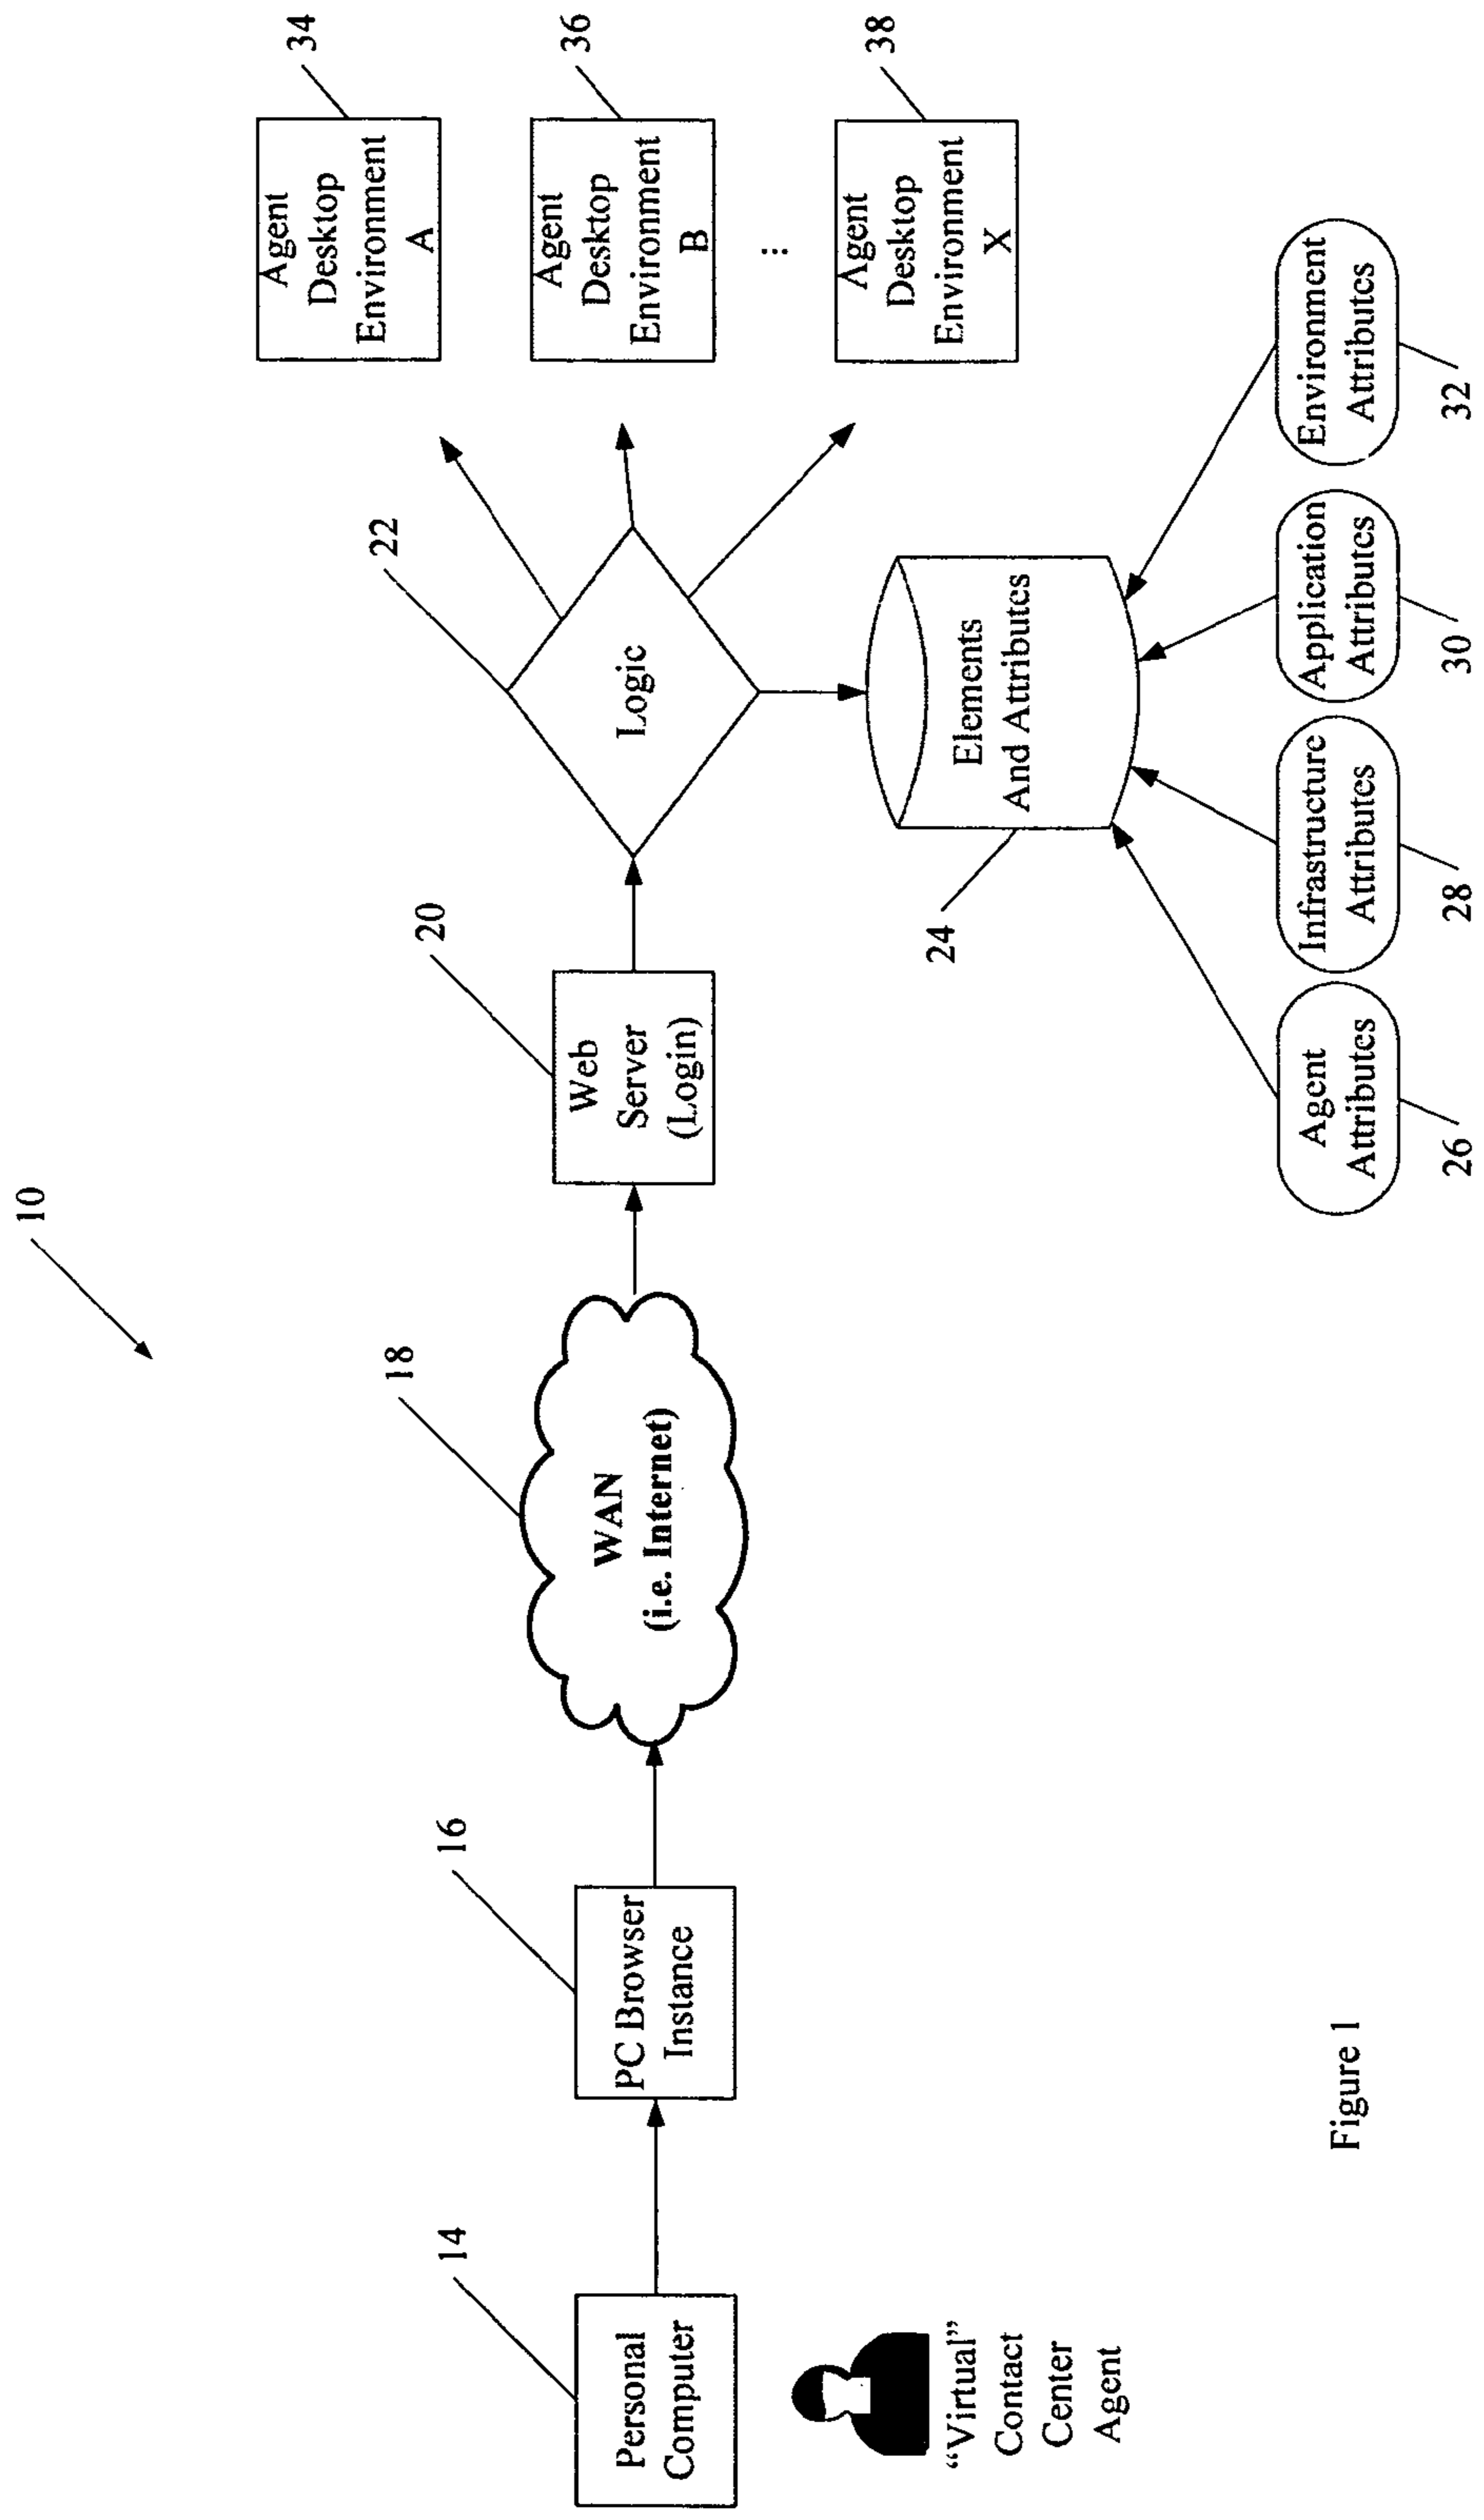 10
14
Personal
Computer
"Virtual"
Contact
Center
Agent
16
PC Browser
Instance
18
WAN
(i.e. Internet)
20
Web
Server
(Login)
22
Logic
24
Elements
And Attributes
Agent
Attributes
26
Infrastructure
Attributes
28
Application
Attributes
30
Environment
Attributes
32
34
Agent
Desktop
Environment
A
36
Agent
Desktop
Environment
B
...
38
Agent
Desktop
Environment
X
Figure 1